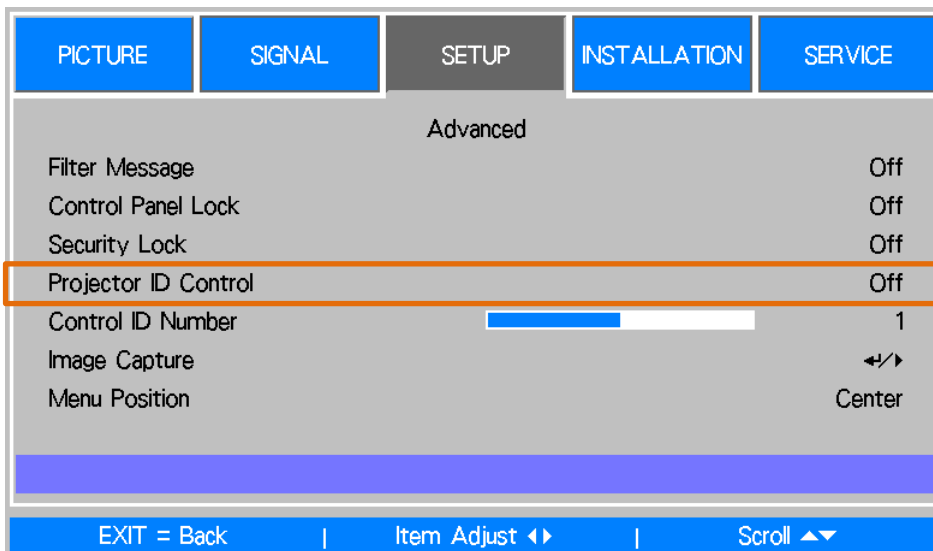 PICTURE SIGNAL SETUP INSTALLATION SERVICE
Advanced
Filter Message Off
Control Panel Lock Off
Security Lock Off
Projector ID Control Off
Control ID Number 1
Image Capture ↵/▶
Menu Position Center
EXIT = Back | Item Adjust ◀▶ | Scroll ▲▼